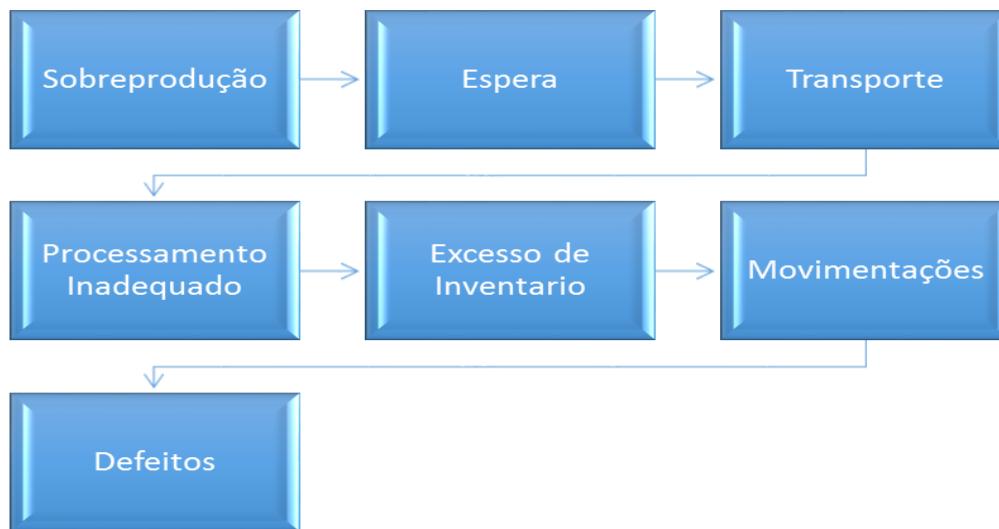 Sobreprodução
Espera
Transporte
Processamento
Inadequado
Excesso de
Inventario
Movimentações
Defeitos